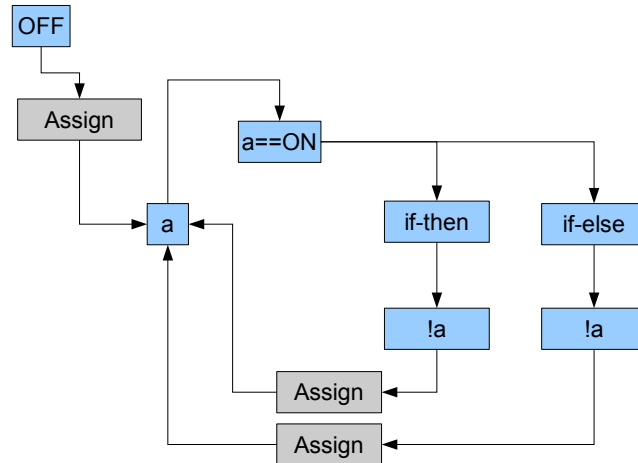 OFF
Assign
a==ON
a
if-then
if-else
!a
!a
Assign
Assign